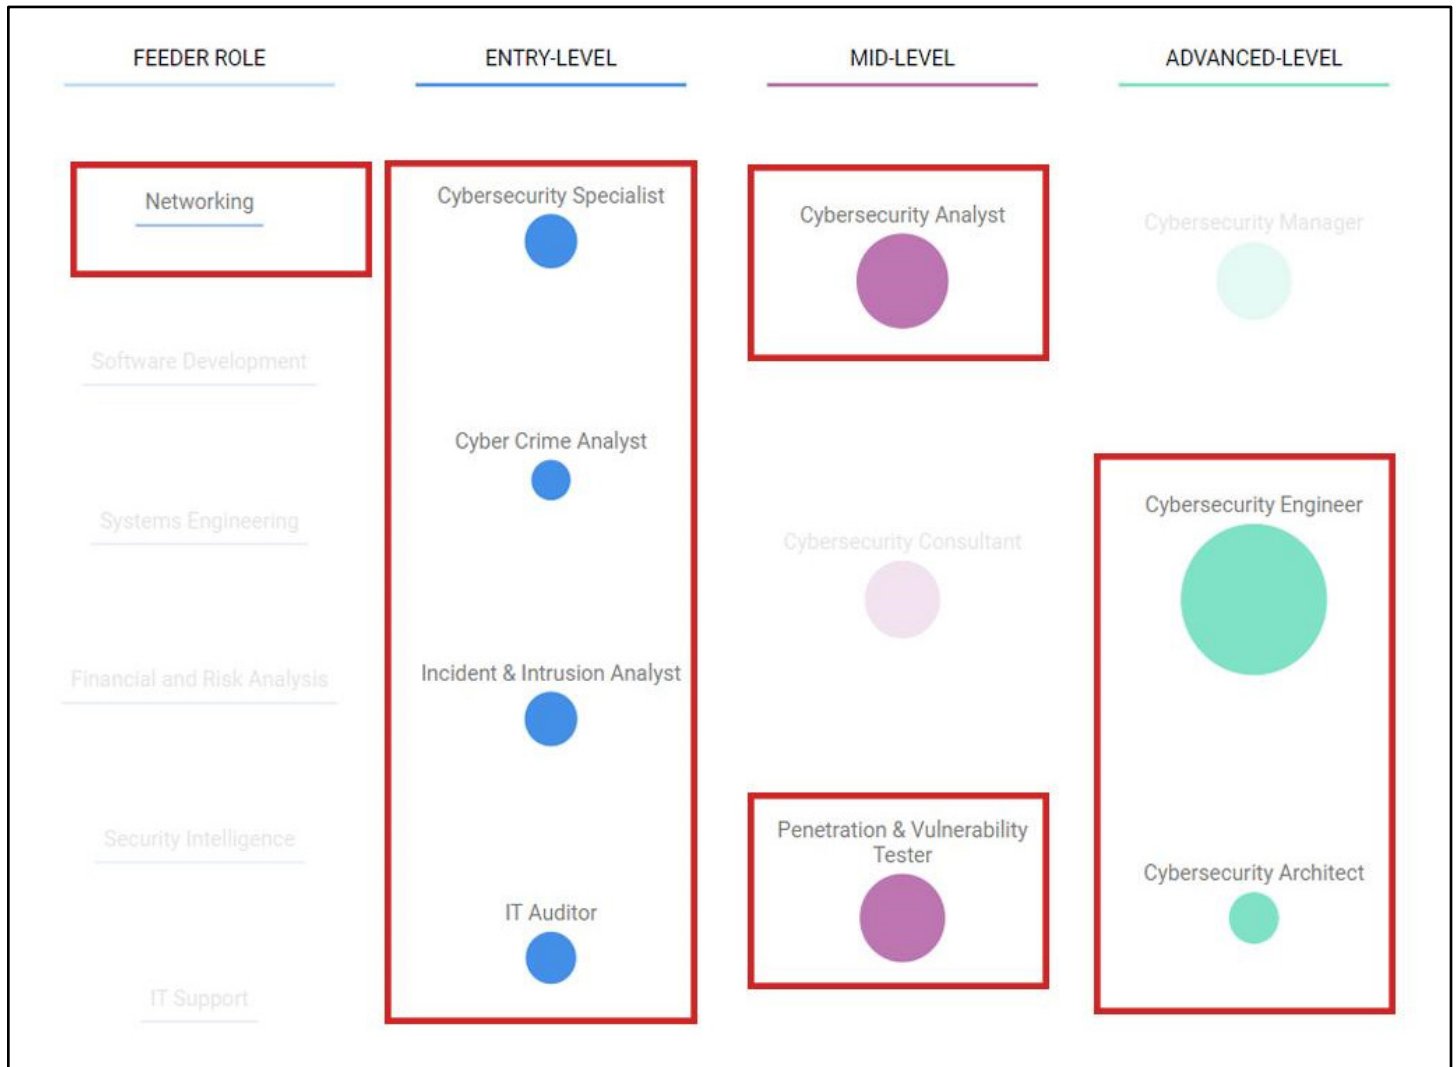 FEEDER ROLE
ENTRY-LEVEL
MID-LEVEL
ADVANCED-LEVEL
Networking
Software Development
Systems Engineering
Financial and Risk Analysis
Security Intelligence
IT Support
Cybersecurity Specialist
Cyber Crime Analyst
Incident & Intrusion Analyst
IT Auditor
Cybersecurity Analyst
Cybersecurity Consultant
Penetration & Vulnerability
Tester
Cybersecurity Manager
Cybersecurity Engineer
Cybersecurity Architect